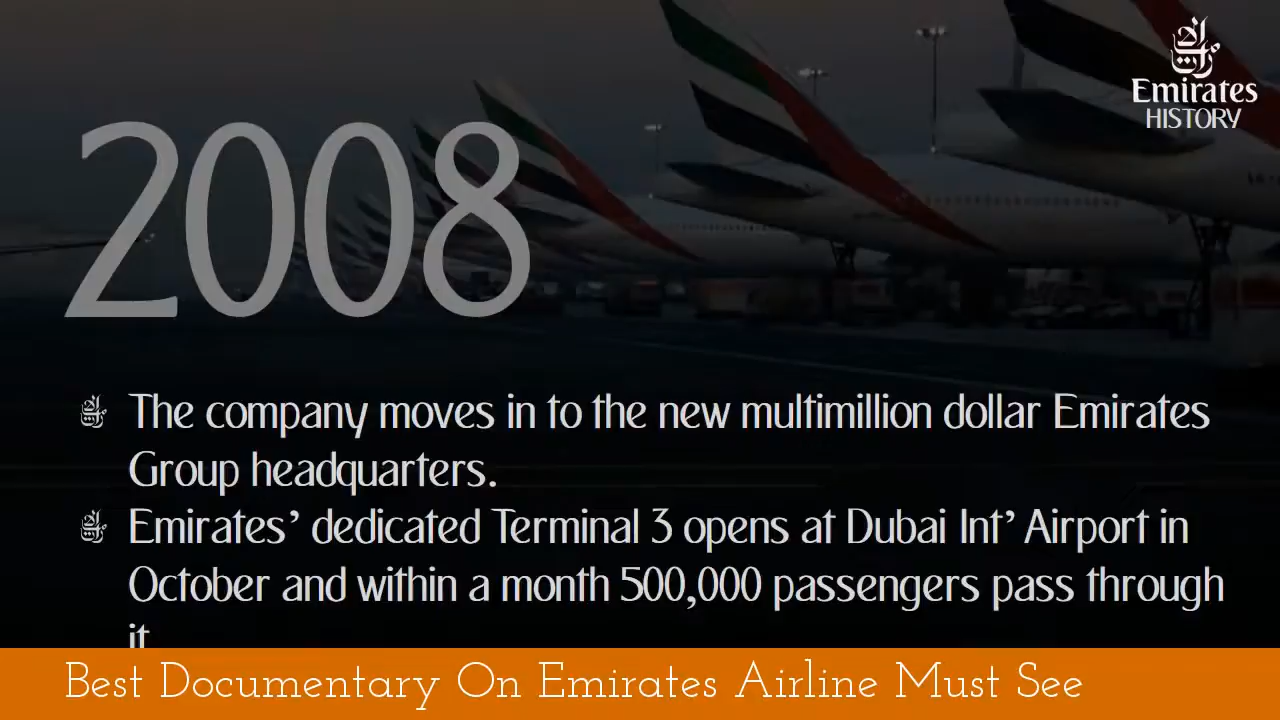 Emirates
HISTORY
2008
The company moves in to the new multimillion dollar Emirates
Group headquarters.
Emirates’ dedicated Terminal 3 opens at Dubai Int’ Airport in
October and within a month 500,000 passengers pass through
it
Best Documentary On Emirates Airline Must See